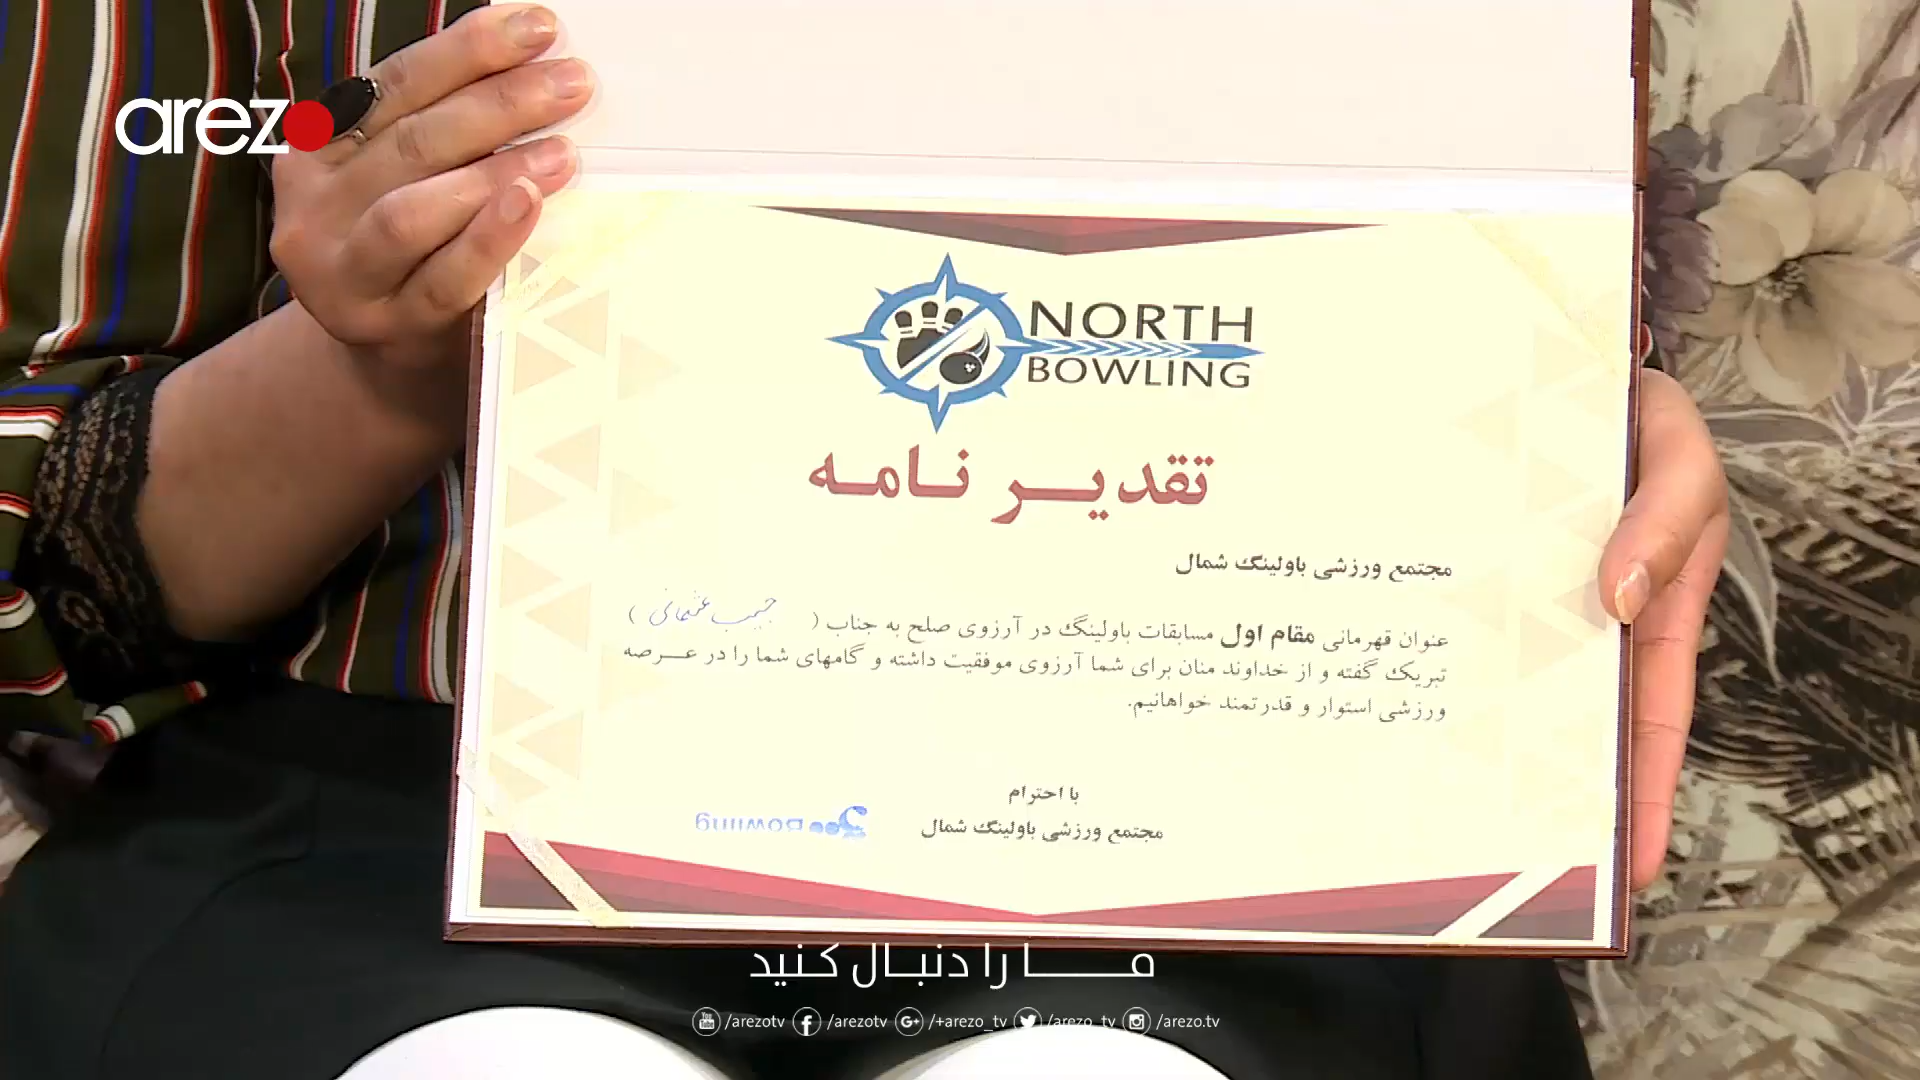 arezo
NORTH
BOWLING
تقدیر نامه
مجتمع ورزشی باولینگ شمال
عنوان قهرمانی مقام اول مسابقات باولینگ در آرزوی صلح به جناب ( حبیب عثمانی )
تبریک گفته و از خداوند منان برای شما آرزوی موفقیت داشته و گامهای شما را در عرصه
ورزشی استوار و قدرتمند خواهانیم.
با احترام
مجتمع ورزشی باولینگ شمال
Bowling
ما را دنبال کنید
/arezotv /arezotv /+arezo_tv /arezo_tv /arezo.tv